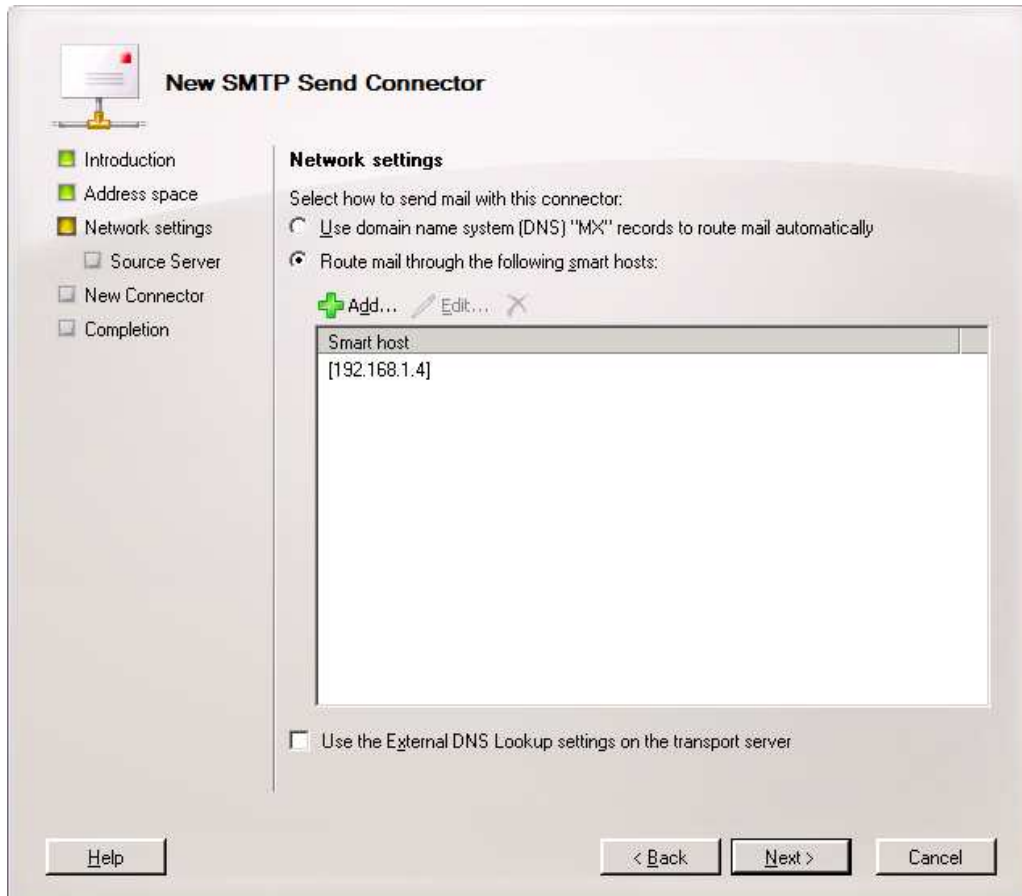 New SMTP Send Connector
Introduction
Address space
Network settings
Source Server
New Connector
Completion
Network settings
Select how to send mail with this connector:
Use domain name system (DNS) "MX" records to route mail automatically
Route mail through the following smart hosts:
Add... Edit...
Smart host
[192.168.1.4]
Use the External DNS Lookup settings on the transport server
Help < Back Next > Cancel